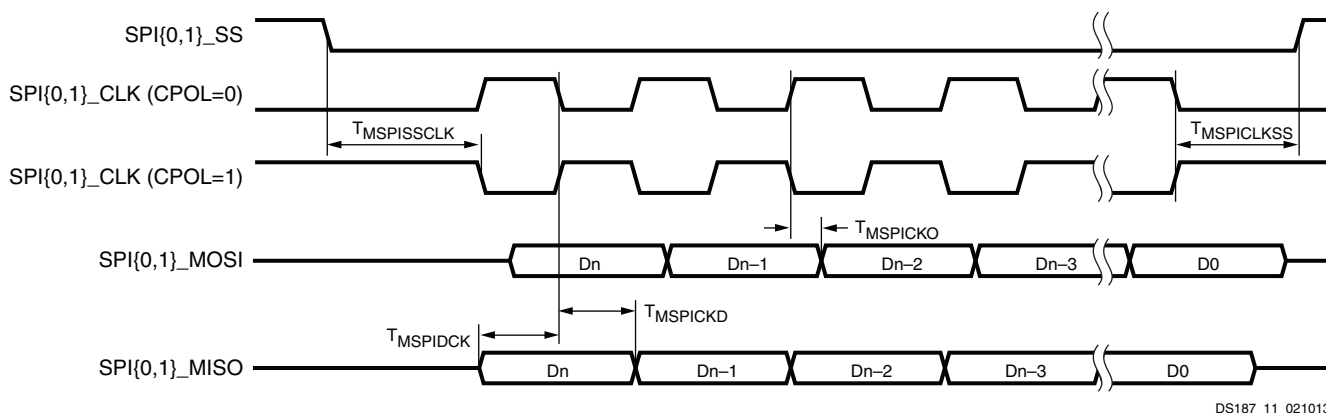 SPI{0,1}_SS
SPI{0,1}_CLK (CPOL=0)
TMSPISSCLK
TMSPICLKSS
SPI{0,1}_CLK (CPOL=1)
TMSPICKO
SPI{0,1}_MOSI
Dn Dn–1 Dn–2 Dn–3 D0
TMSPICKD
TMSPIDCK
SPI{0,1}_MISO
Dn Dn–1 Dn–2 Dn–3 D0
DS187_11_021013